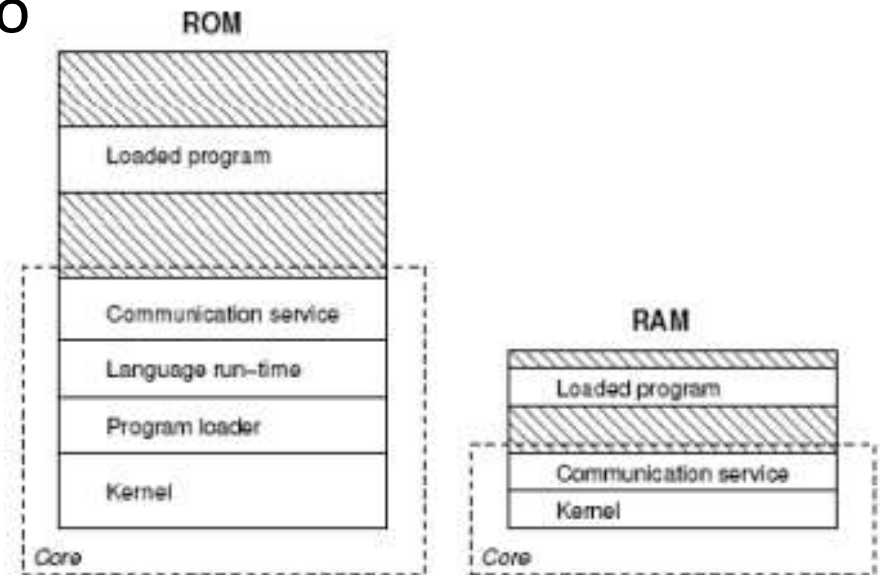 o
ROM
Loaded program
Communication service
Language run-time
Program loader
Kernel
Core
RAM
Loaded program
Communication service
Kernel
Core